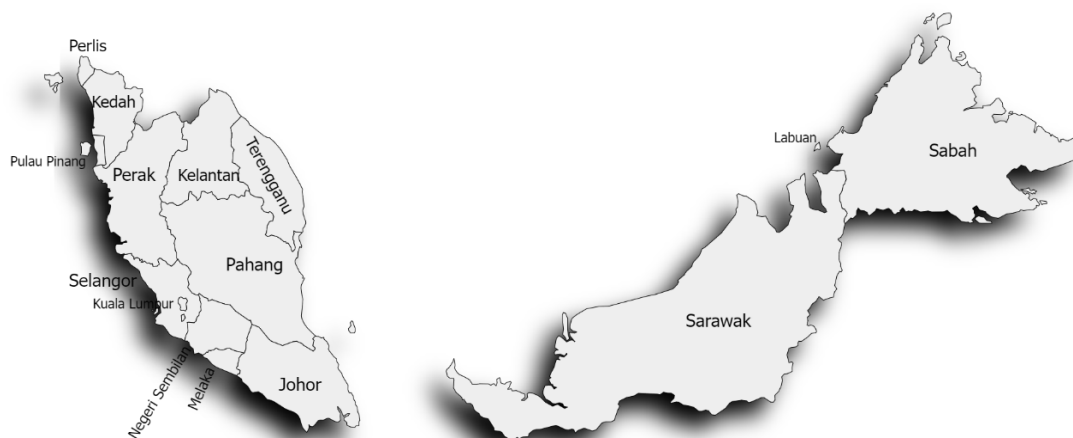 Perlis
Kedah
Pulau Pinang
Perak
Kelantan
Terengganu
Pahang
Selangor
Kuala Lumpur
Negeri Sembilan
Melaka
Johor
Labuan
Sabah
Sarawak